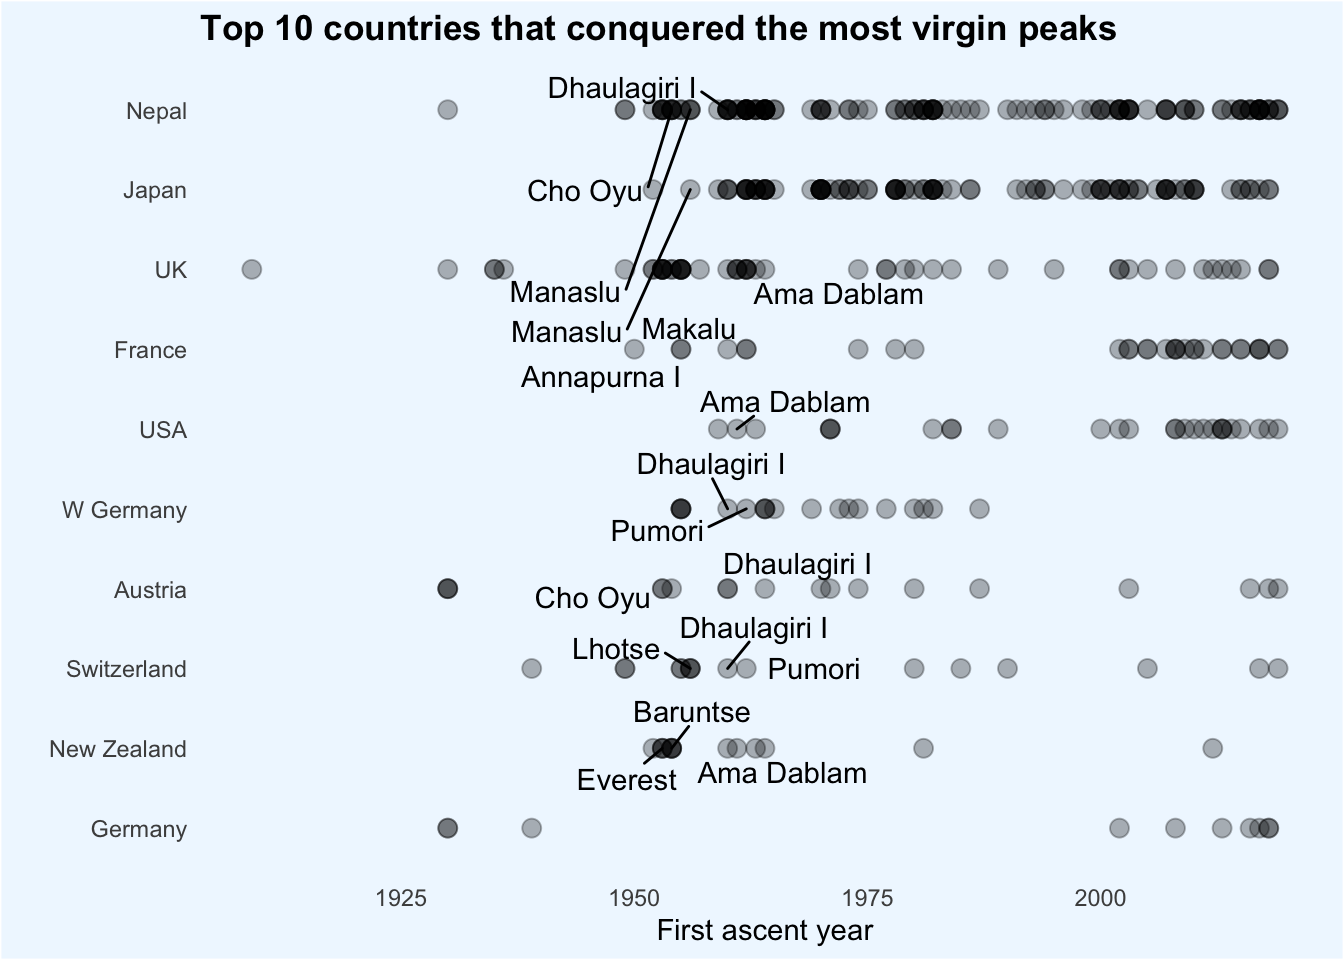 Top 10 countries that conquered the most virgin peaks
Dhaulagiri I
Nepal
Japan
Cho Oyu
UK
Manaslu
Ama Dablam
Manaslu
Makalu
France
Annapurna I
Ama Dablam
USA
Dhaulagiri I
W Germany
Pumori
Dhaulagiri I
Austria
Cho Oyu
Dhaulagiri I
Lhotse
Switzerland
Pumori
Baruntse
New Zealand
Everest
Ama Dablam
Germany
1925 1950 1975 2000
First ascent year